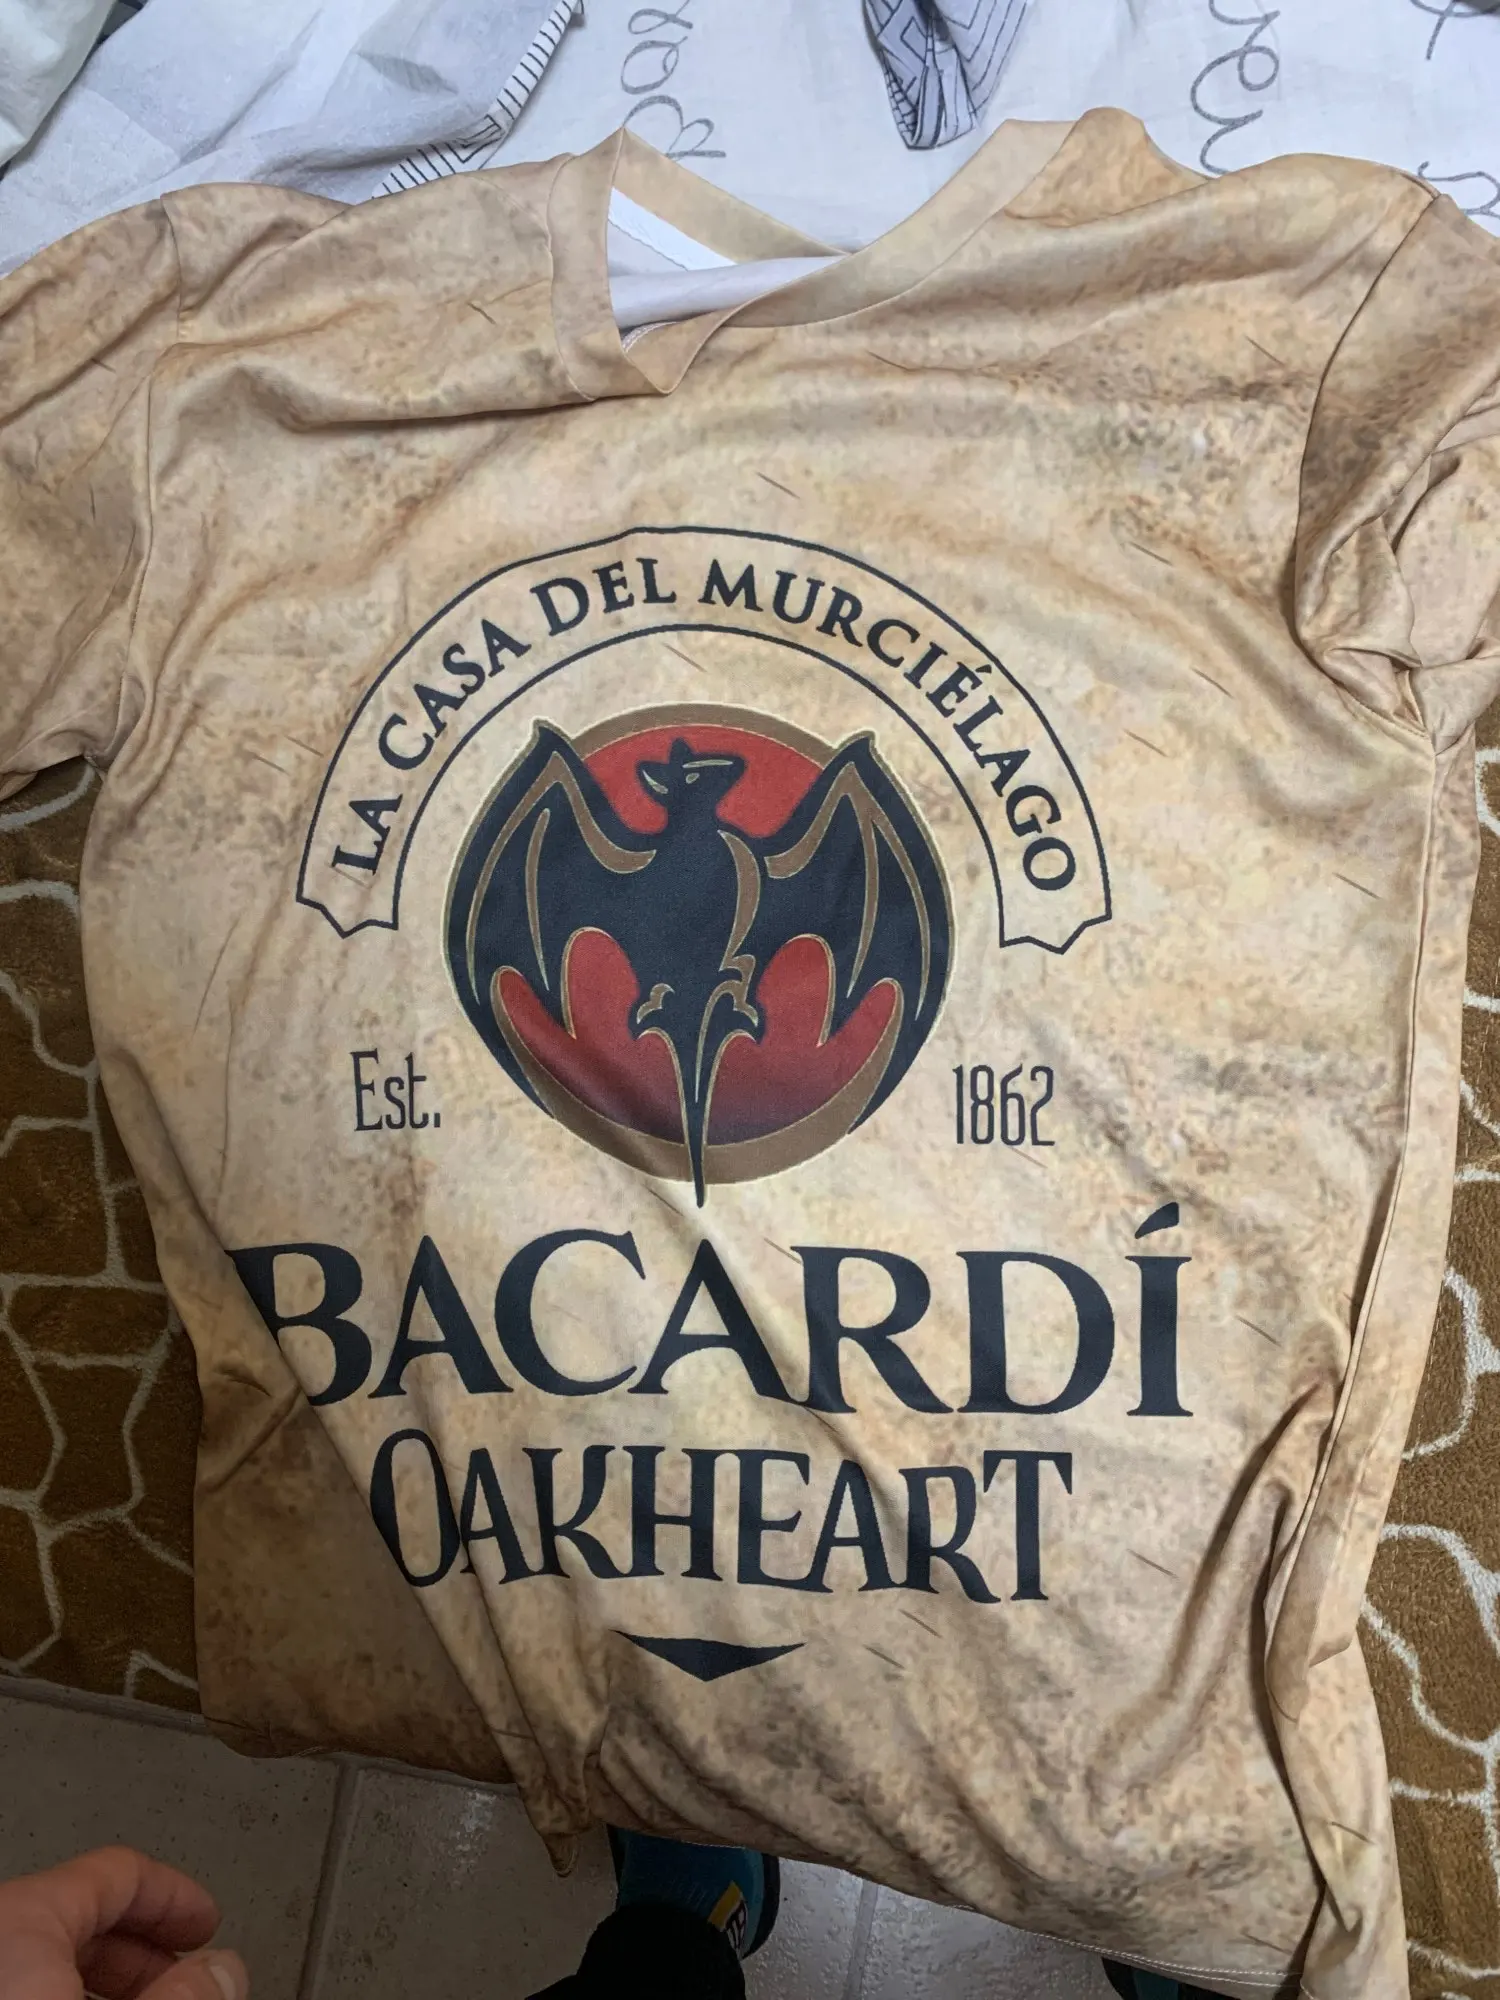 LA CASA DEL MURCIÉLAGO
Est. 1862
BACARDÍ
OAKHEART